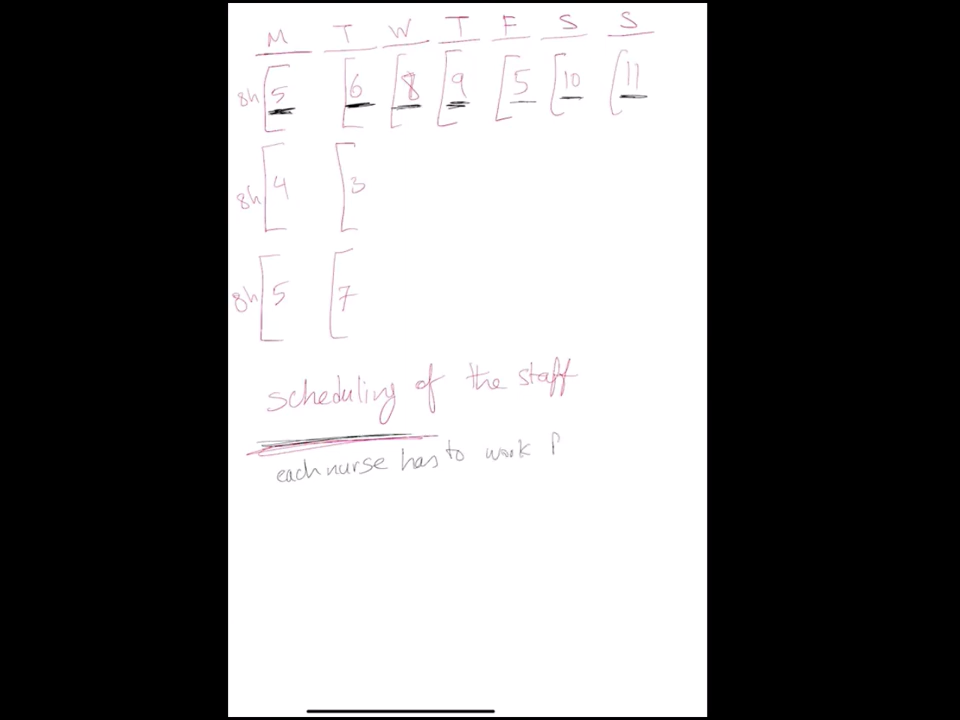 M T W T F S S
8h 5 6 8 9 5 10 11
8h 4 3
8h 5 7
scheduling of the staff
each nurse has to work